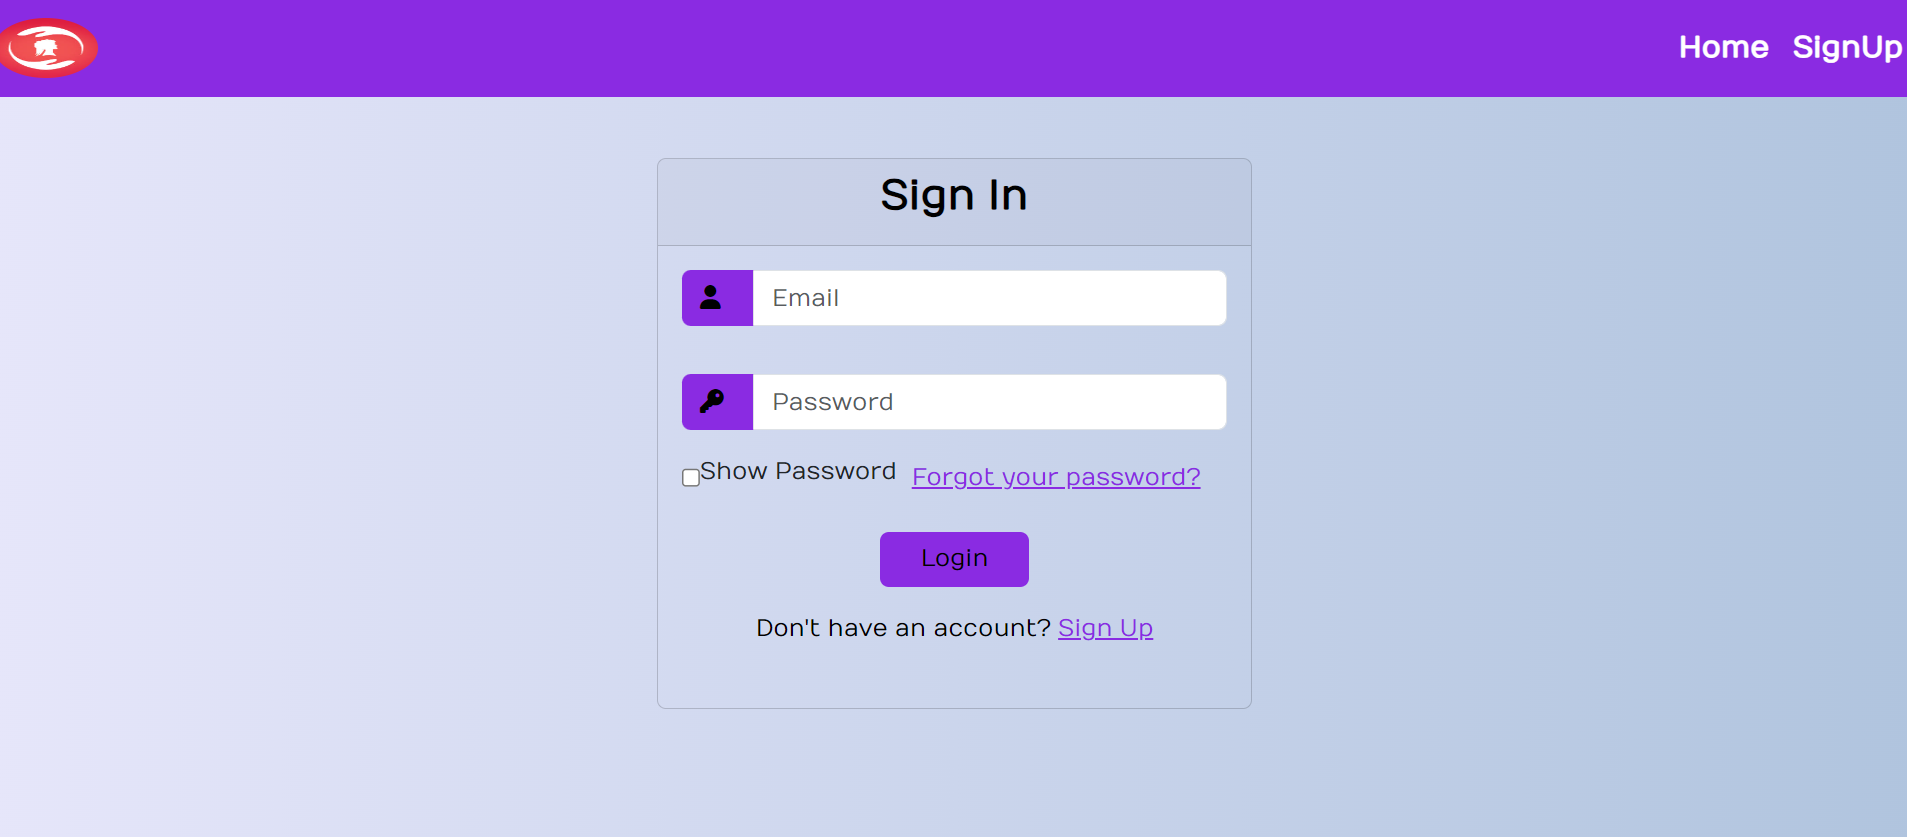 Home SignUp
Sign In
Email
Password
Show Password Forgot your password?
Login
Don't have an account? Sign Up